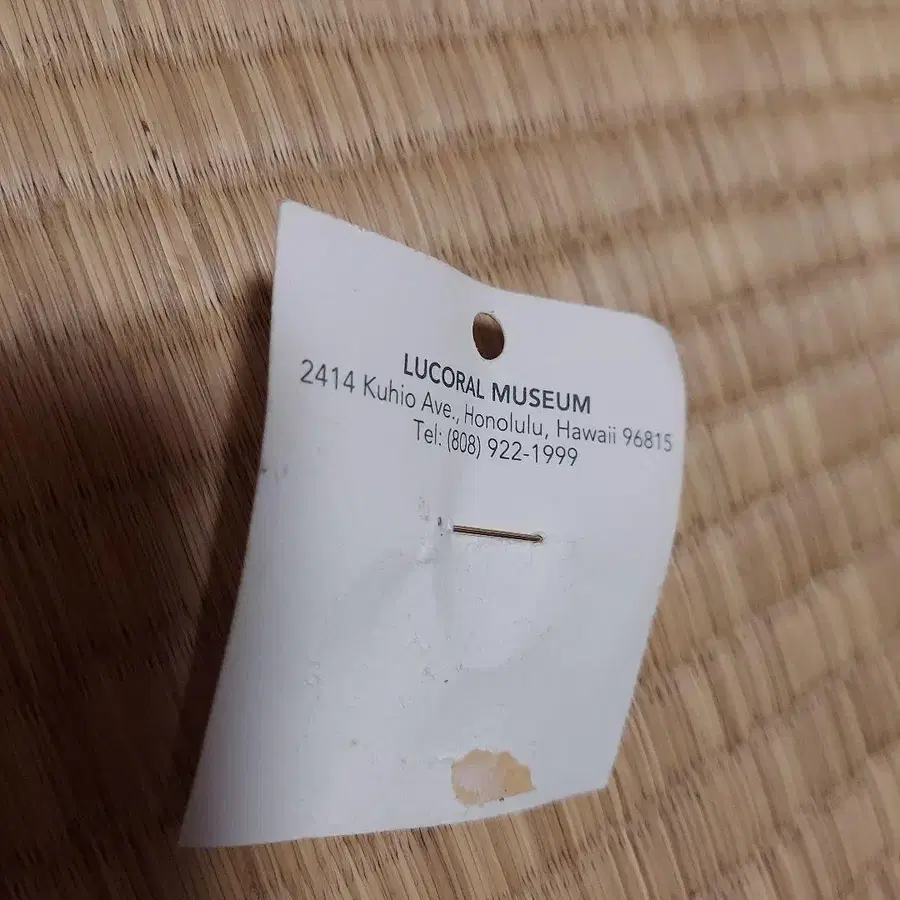 LUCORAL MUSEUM
2414 Kuhio Ave., Honolulu, Hawaii 96815
Tel: (808) 922-1999